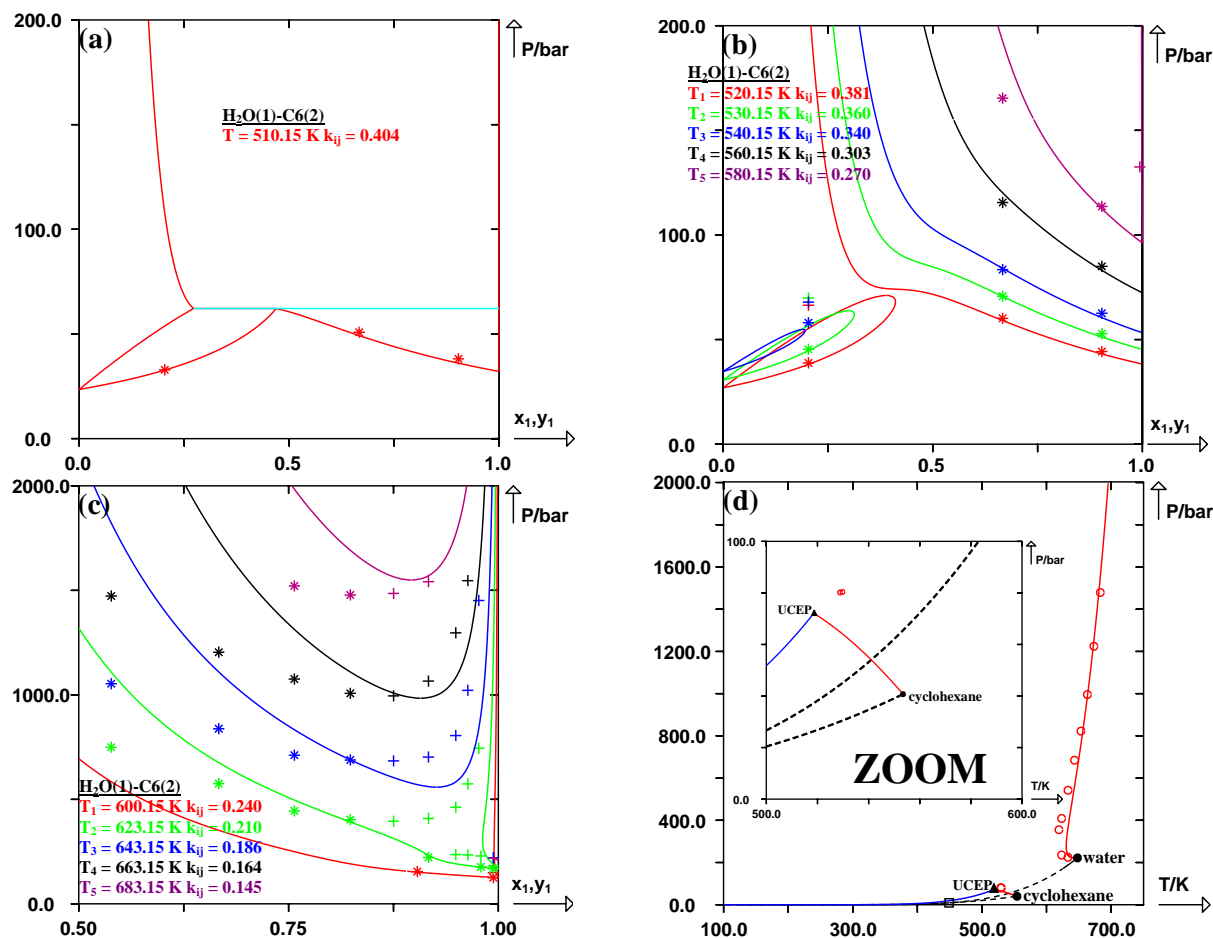 200.0
(a)
P/bar
H₂O(1)-C6(2)
T = 510.15 K kij = 0.404
100.0
0.0
x₁,y₁
0.0 0.5 1.0
200.0
(b)
P/bar
H₂O(1)-C6(2)
T₁ = 520.15 K kij = 0.381
T₂ = 530.15 K kij = 0.360
T₃ = 540.15 K kij = 0.340
T₄ = 560.15 K kij = 0.303
T₅ = 580.15 K kij = 0.270
100.0
0.0
x₁,y₁
0.0 0.5 1.0
2000.0
(c)
P/bar
1000.0
H₂O(1)-C6(2)
T₁ = 600.15 K kij = 0.240
T₂ = 623.15 K kij = 0.210
T₃ = 643.15 K kij = 0.186
T₄ = 663.15 K kij = 0.164
T₅ = 683.15 K kij = 0.145
0.0
x₁,y₁
0.50 0.75 1.00
2000.0
(d)
P/bar
1600.0
1200.0
800.0
400.0
0.0
100.0
P/bar
UCEP
cyclohexane
ZOOM
0.0
T/K
500.0 600.0
water
UCEP
cyclohexane
T/K
100.0 300.0 500.0 700.0